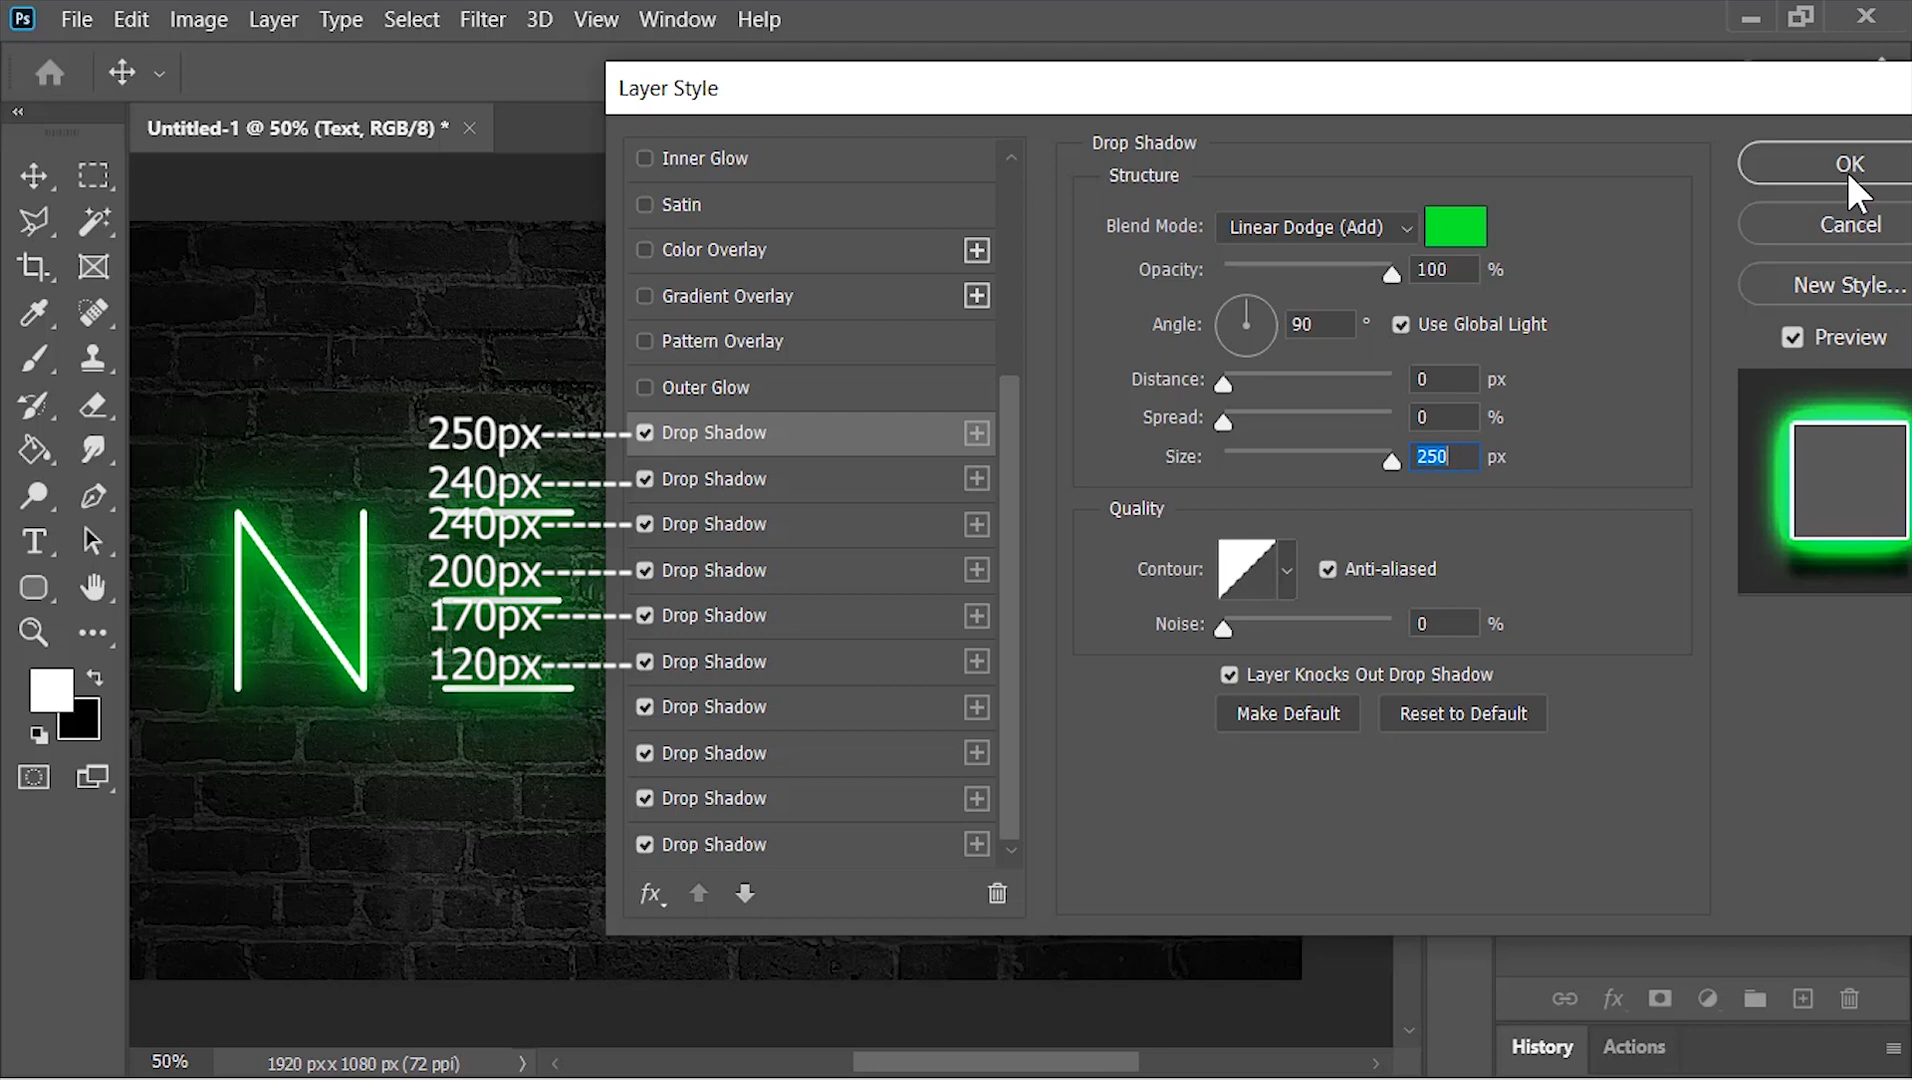 Ps File Edit Image Layer Type Select Filter 3D View Window Help
Untitled-1 @ 50% (Text, RGB/8) *
Layer Style
Inner Glow
Satin
Color Overlay
Gradient Overlay
Pattern Overlay
Outer Glow
250px Drop Shadow
240px Drop Shadow
240px Drop Shadow
200px Drop Shadow
170px Drop Shadow
120px Drop Shadow
Drop Shadow
Drop Shadow
Drop Shadow
Drop Shadow
fx
NE
Drop Shadow
Structure
Blend Mode: Linear Dodge (Add)
Opacity: 100 %
Angle: 90 ° Use Global Light
Distance: 0 px
Spread: 0 %
Size: 250 px
Quality
Contour: Anti-aliased
Noise: 0 %
Layer Knocks Out Drop Shadow
Make Default Reset to Default
OK
Cancel
New Style...
Preview
fx
History Actions
50% 1920 px x 1080 px (72 ppi)